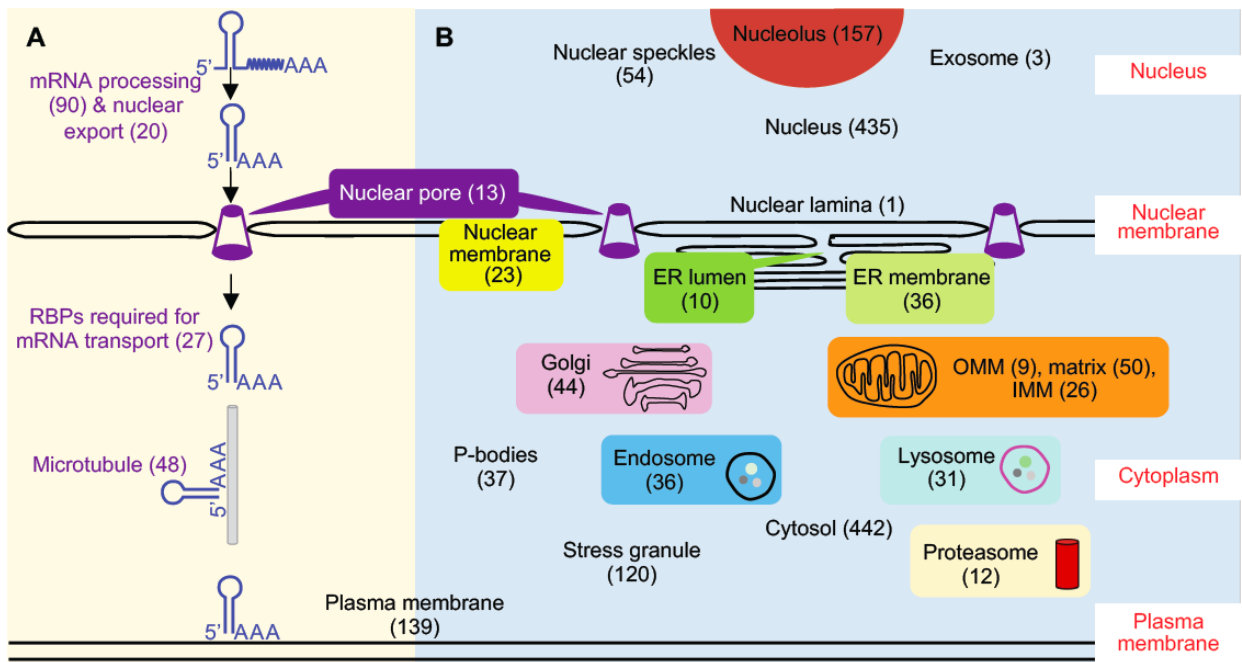 A
5’
AAA
mRNA processing
(90) & nuclear
export (20)
5’
AAA
Nuclear pore (13)
RBPs required for
mRNA transport (27)
5’
AAA
Microtubule (48)
AAA
5’
5’
AAA
Plasma membrane
(139)
B
Nuclear speckles
(54)
Nucleolus (157)
Exosome (3)
Nucleus (435)
Nuclear lamina (1)
Nuclear
membrane
(23)
ER lumen
(10)
ER membrane
(36)
Golgi
(44)
OMM (9), matrix (50),
IMM (26)
P-bodies
(37)
Endosome
(36)
Lysosome
(31)
Cytosol (442)
Stress granule
(120)
Proteasome
(12)
Nucleus
Nuclear
membrane
Cytoplasm
Plasma
membrane